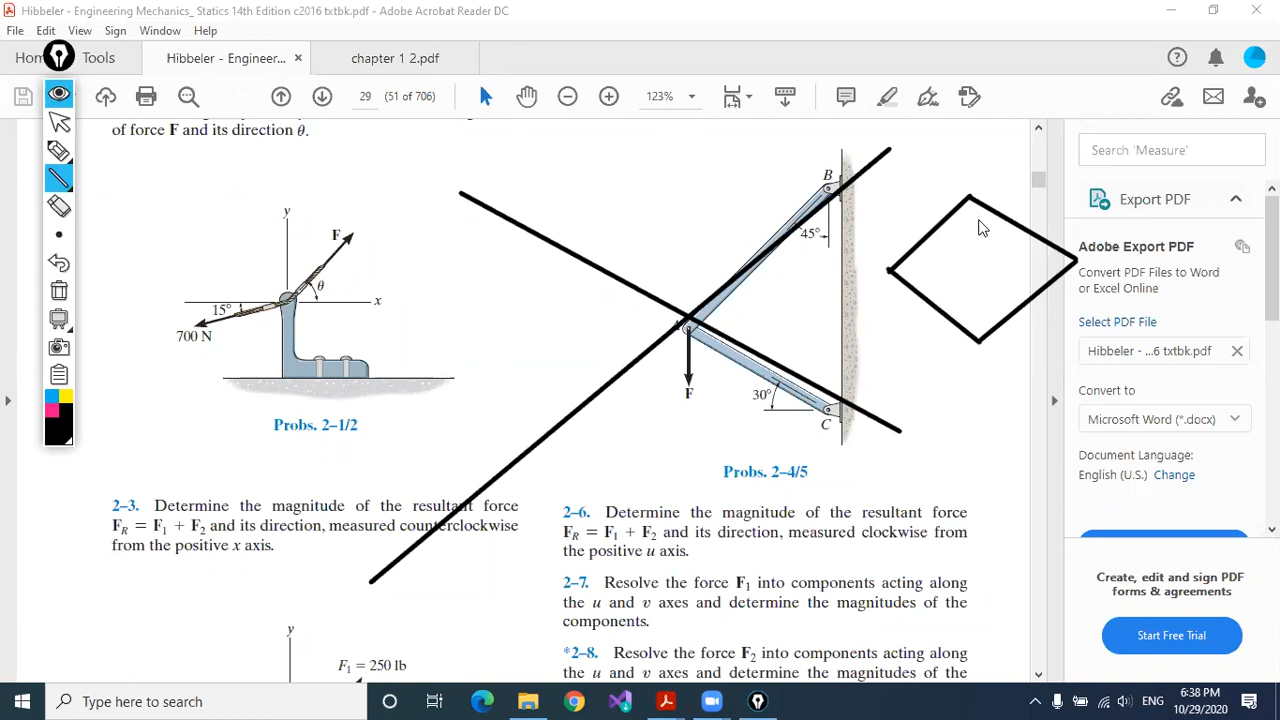 Hibbeler - Engineering Mechanics_ Statics 14th Edition c2016 txtbk.pdf - Adobe Acrobat Reader DC
File Edit View Sign Window Help
Hom Tools Hibbeler - Engineer... × chapter 1 2.pdf
29 (51 of 706) 123%
of force F and its direction θ.
y
F
θ
15°
x
700 N
Probs. 2–1/2
B
45°
F
30°
C
Probs. 2–4/5
2–3. Determine the magnitude of the resultant force
F_R = F_1 + F_2 and its direction, measured counterclockwise
from the positive x axis.
y
F_1 = 250 lb
2–6. Determine the magnitude of the resultant force
F_R = F_1 + F_2 and its direction, measured clockwise from
the positive u axis.
2–7. Resolve the force F_1 into components acting along
the u and v axes and determine the magnitudes of the
components.
*2–8. Resolve the force F_2 into components acting along
the u and v axes and determine the magnitudes of the
Search 'Measure'
Export PDF
Adobe Export PDF
Convert PDF Files to Word
or Excel Online
Select PDF File
Hibbeler - ...6 txtbk.pdf ×
Convert to
Microsoft Word (*.docx)
Document Language:
English (U.S.) Change
Create, edit and sign PDF
forms & agreements
Start Free Trial
Type here to search
ENG
6:38 PM
10/29/2020